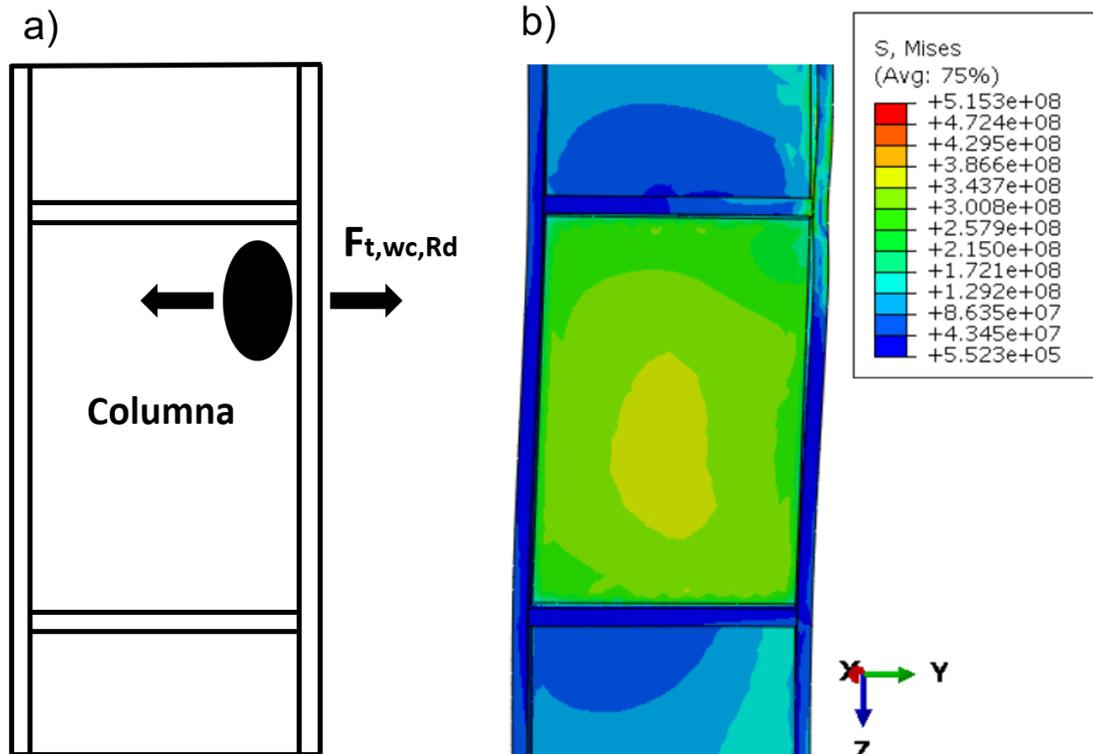 a)
b)
Ft,wc,Rd
Columna
S, Mises
(Avg: 75%)
+5.153e+08
+4.724e+08
+4.295e+08
+3.866e+08
+3.437e+08
+3.008e+08
+2.579e+08
+2.150e+08
+1.721e+08
+1.292e+08
+8.635e+07
+4.345e+07
+5.523e+05
X
Y
Z